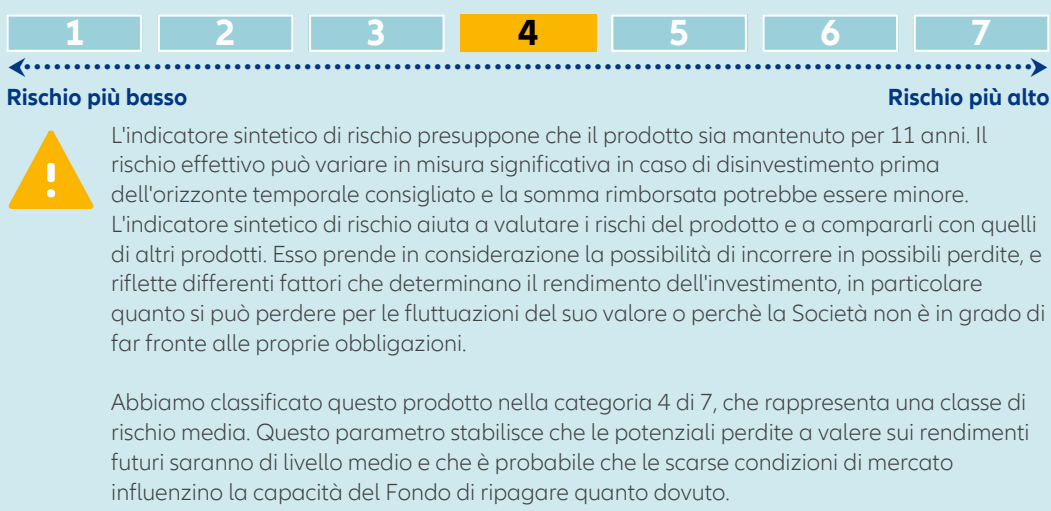 1 2 3 4 5 6 7
Rischio più basso Rischio più alto
L'indicatore sintetico di rischio presuppone che il prodotto sia mantenuto per 11 anni. Il
rischio effettivo può variare in misura significativa in caso di disinvestimento prima
dell'orizzonte temporale consigliato e la somma rimborsata potrebbe essere minore.
L'indicatore sintetico di rischio aiuta a valutare i rischi del prodotto e a compararli con quelli
di altri prodotti. Esso prende in considerazione la possibilità di incorrere in possibili perdite, e
riflette differenti fattori che determinano il rendimento dell'investimento, in particolare
quanto si può perdere per le fluttuazioni del suo valore o perchè la Società non è in grado di
far fronte alle proprie obbligazioni.
Abbiamo classificato questo prodotto nella categoria 4 di 7, che rappresenta una classe di
rischio media. Questo parametro stabilisce che le potenziali perdite a valere sui rendimenti
futuri saranno di livello medio e che è probabile che le scarse condizioni di mercato
influenzino la capacità del Fondo di ripagare quanto dovuto.